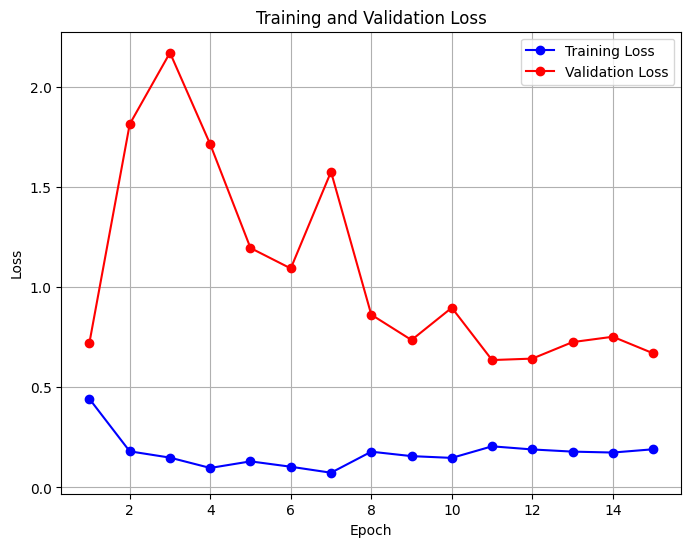 Training and Validation Loss
Training Loss
Validation Loss
2.0
1.5
1.0
0.5
0.0
Loss
2 4 6 8 10 12 14
Epoch